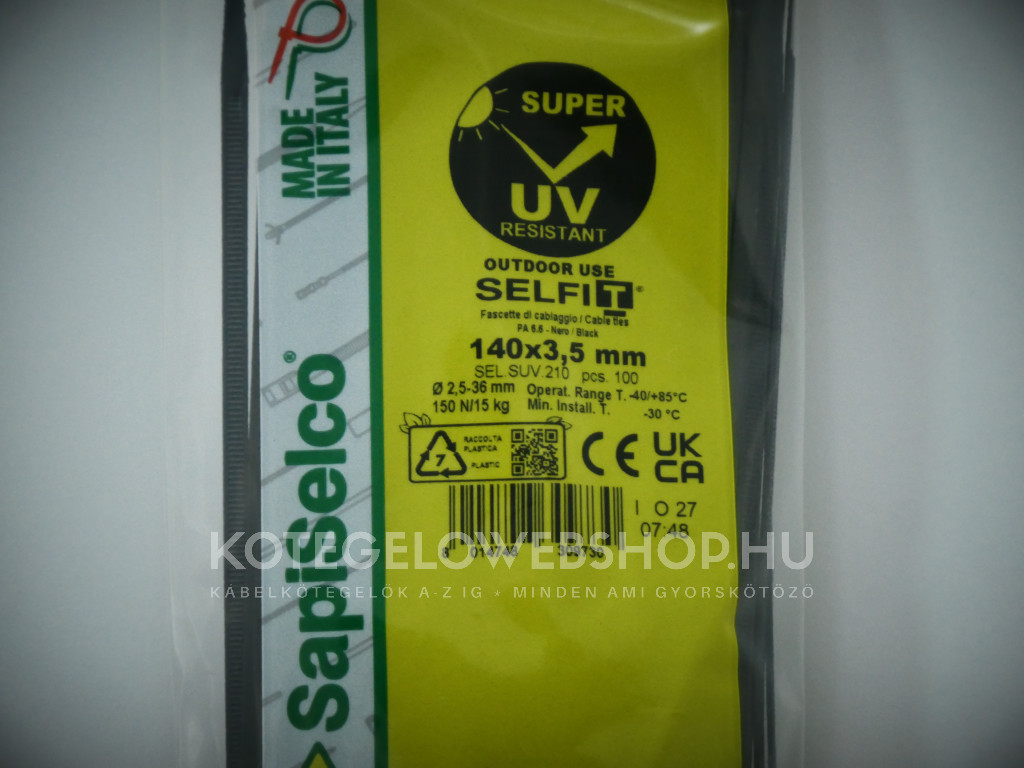 MADE
IN ITALY
SapiSelco®
SUPER
UV
RESISTANT
OUTDOOR USE
SELFIT®
Fascette di cablaggio / Cable ties
PA 6.6 - Nero / Black
140x3,5 mm
SEL.SUV.210 pcs. 100
Ø 2,5-36 mm Operat. Range T. -40/+85°C
150 N/15 kg Min. Install. T. -30 °C
7
RACCOLTA
PLASTICA
PLASTIC
CE
UK
CA
I O 27
07:48
8 014748
KOTEGELOWEBSHOP.HU
KÁBELKÖTEGELŐK A-Z IG * MINDEN AMI GYORSKÖTÖZŐ